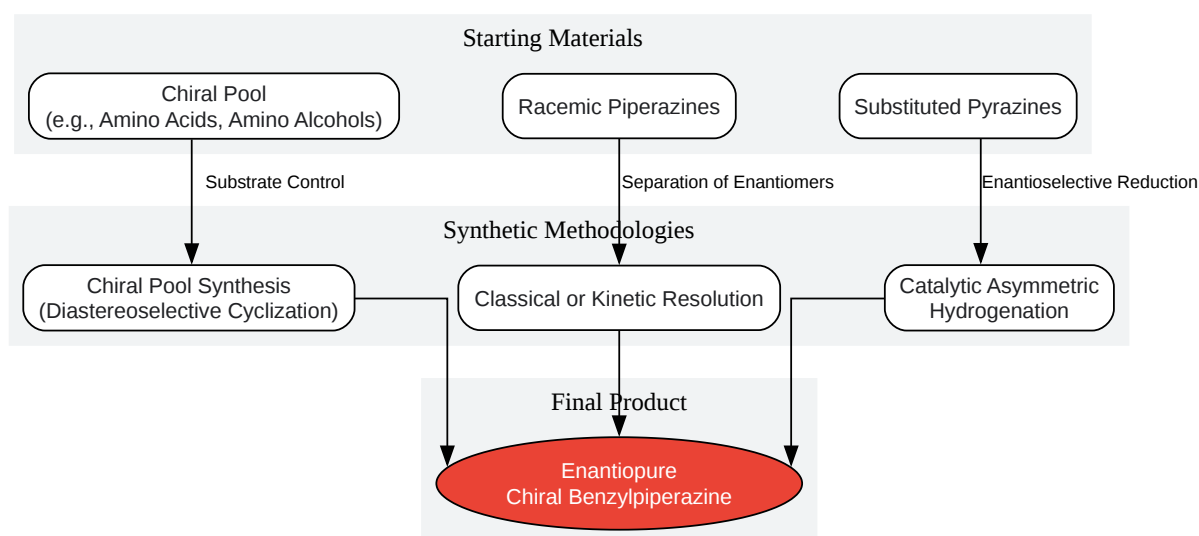 Starting Materials
Chiral Pool
(e.g., Amino Acids, Amino Alcohols)
Racemic Piperazines
Substituted Pyrazines
Substrate Control
Separation of Enantiomers
Enantioselective Reduction
Synthetic Methodologies
Chiral Pool Synthesis
(Diastereoselective Cyclization)
Classical or Kinetic Resolution
Catalytic Asymmetric
Hydrogenation
Final Product
Enantiopure
Chiral Benzylpiperazine